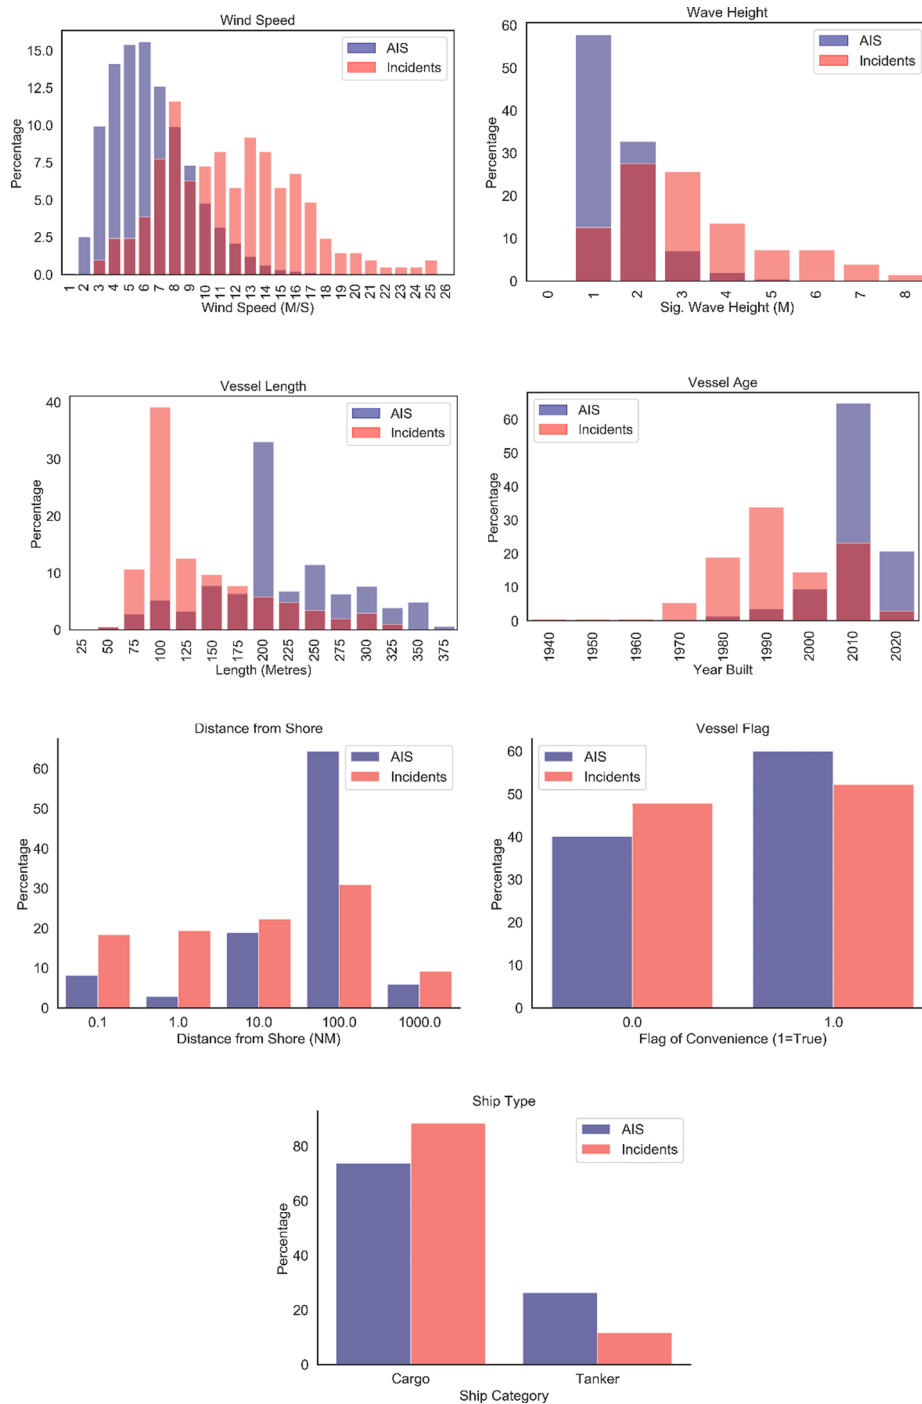 Wind Speed
15.0
12.5
10.0
7.5
5.0
2.5
0.0
Percentage
AIS
Incidents
1 2 3 4 5 6 7 8 9 10 11 12 13 14 15 16 17 18 19 20 21 22 23 24 25 26
Wind Speed (M/S)
Wave Height
60
50
40
30
20
10
0
Percentage
AIS
Incidents
0 1 2 3 4 5 6 7 8
Sig. Wave Height (M)
Vessel Length
40
30
20
10
0
Percentage
AIS
Incidents
25 50 75 100 125 150 175 200 225 250 275 300 325 350 375
Length (Metres)
Vessel Age
60
50
40
30
20
10
0
Percentage
AIS
Incidents
1940 1950 1960 1970 1980 1990 2000 2010 2020
Year Built
Distance from Shore
60
50
40
30
20
10
0
Percentage
AIS
Incidents
0.1 1.0 10.0 100.0 1000.0
Distance from Shore (NM)
Vessel Flag
60
50
40
30
20
10
0
Percentage
AIS
Incidents
0.0 1.0
Flag of Convenience (1=True)
Ship Type
80
60
40
20
0
Percentage
AIS
Incidents
Cargo Tanker
Ship Category